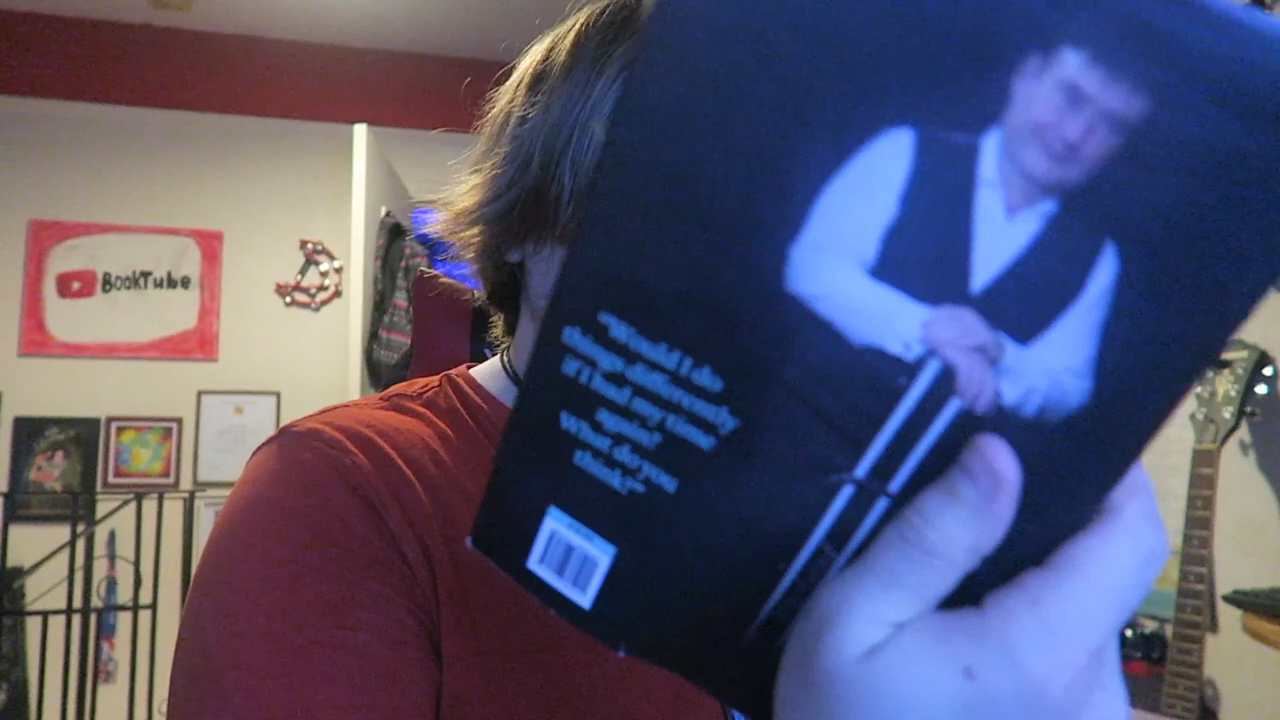 BookTube
"Would I do
things differently
if I had my time
again?
What do you
think?"